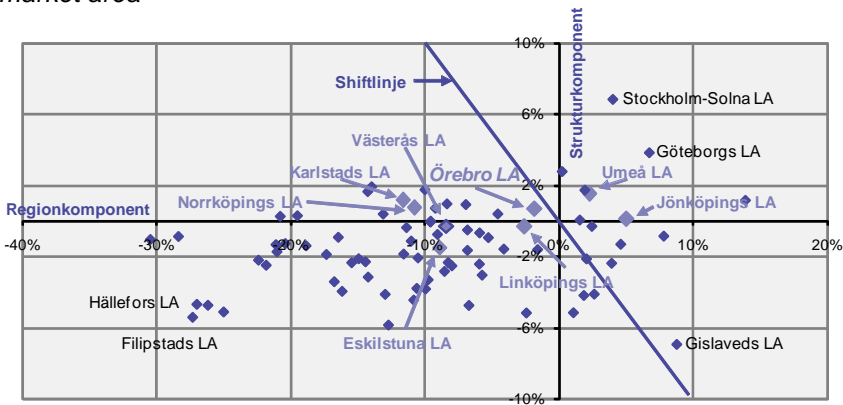 market area
10%
Strukturkomponent
Shiftlinje
Stockholm-Solna LA
6%
Västerås LA
Göteborgs LA
Karlstads LA
Örebro LA
Umeå LA
2%
Norrköpings LA
Jönköpings LA
Regionkomponent
-40%
-30%
-20%
-10%
0%
10%
20%
-2%
Linköpings LA
Hällefors LA
-6%
Filipstads LA
Eskilstuna LA
Gislaveds LA
-10%